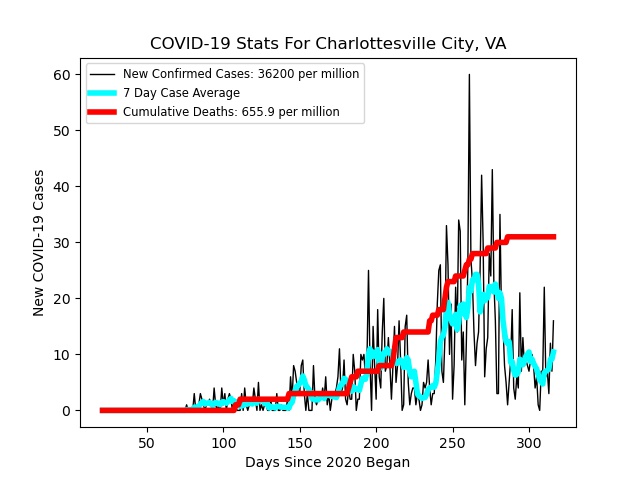 COVID-19 Stats For Charlottesville City, VA
New Confirmed Cases: 36200 per million
7 Day Case Average
Cumulative Deaths: 655.9 per million
New COVID-19 Cases
60
50
40
30
20
10
0
50 100 150 200 250 300
Days Since 2020 Began